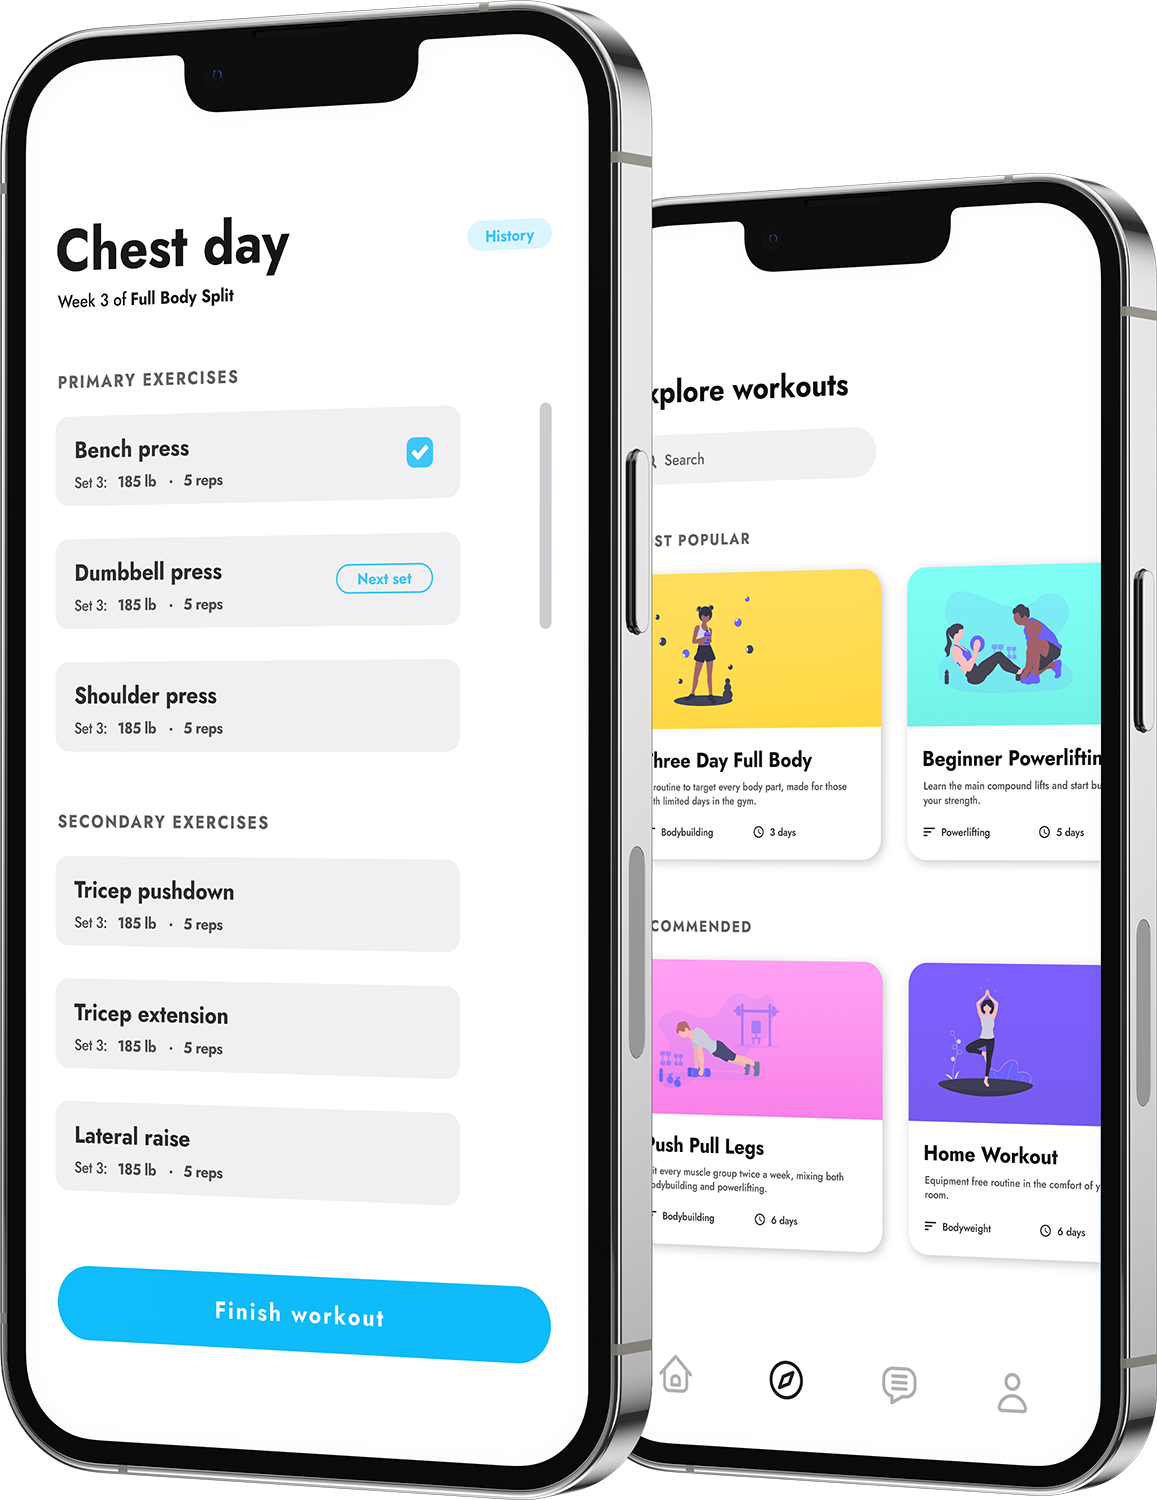 Chest day
History
Week 3 of Full Body Split
PRIMARY EXERCISES
Bench press
Set 3: 185 lb · 5 reps
Dumbbell press
Next set
Set 3: 185 lb · 5 reps
Shoulder press
Set 3: 185 lb · 5 reps
SECONDARY EXERCISES
Tricep pushdown
Set 3: 185 lb · 5 reps
Tricep extension
Set 3: 185 lb · 5 reps
Lateral raise
Set 3: 185 lb · 5 reps
Finish workout
xplore workouts
Search
ST POPULAR
Three Day Full Body
routine to target every body part, made for those
th limited days in the gym.
Bodybuilding 3 days
Beginner Powerliftin
Learn the main compound lifts and start bu
your strength.
Powerlifting 5 days
COMMENDED
Push Pull Legs
it every muscle group twice a week, mixing both
odybuilding and powerlifting.
Bodybuilding 6 days
Home Workout
Equipment free routine in the comfort of y
room.
Bodyweight 6 days